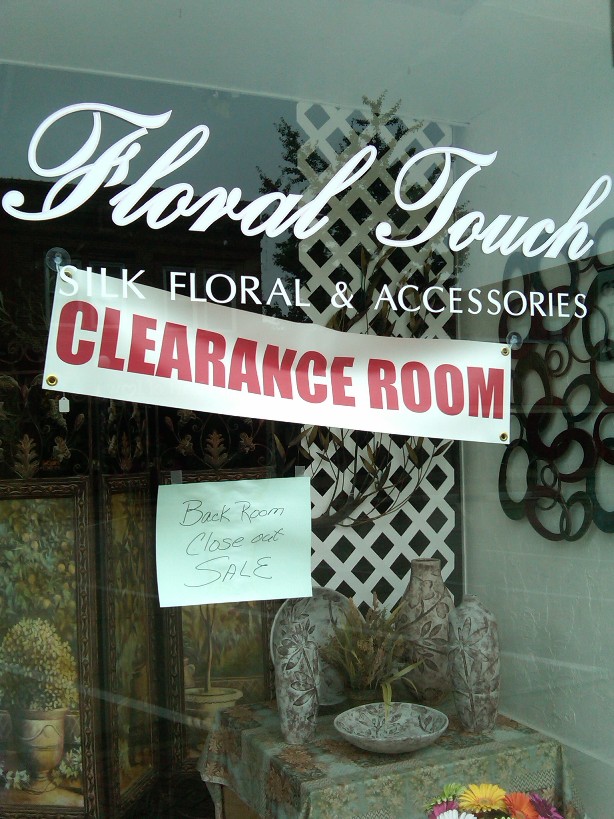 Floral Touch
SILK FLORAL & ACCESSORIES
CLEARANCE ROOM
Back Room
Close out
SALE